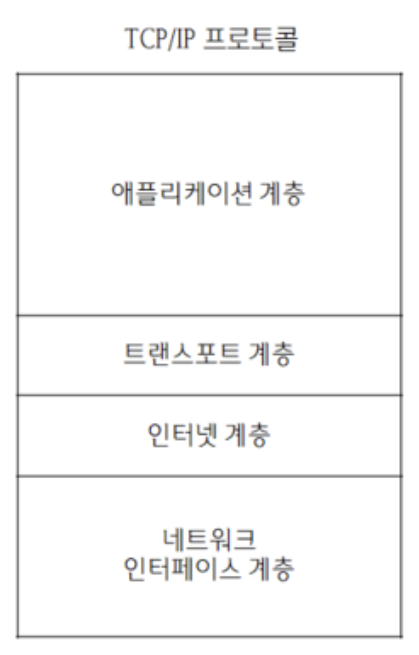 TCP/IP 프로토콜
애플리케이션 계층
트랜스포트 계층
인터넷 계층
네트워크
인터페이스 계층